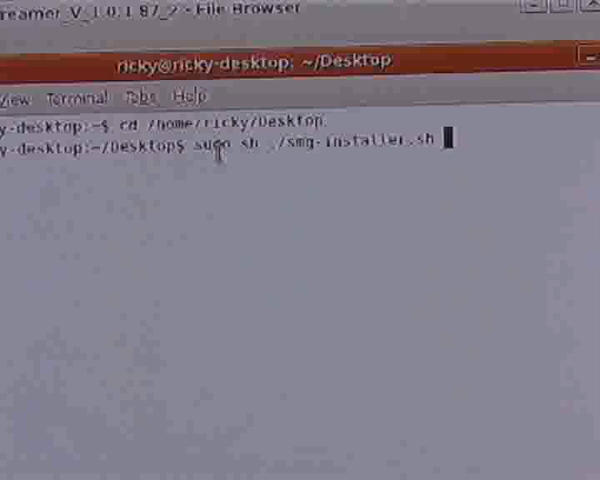 reamer_V_1.0.1.87_2 - File Browser
ricky@ricky-desktop: ~/Desktop
View Terminal Tabs Help
y-desktop:~$ cd /home/ricky/Desktop
y-desktop:~/Desktop$ sudo sh ./smg-installer.sh